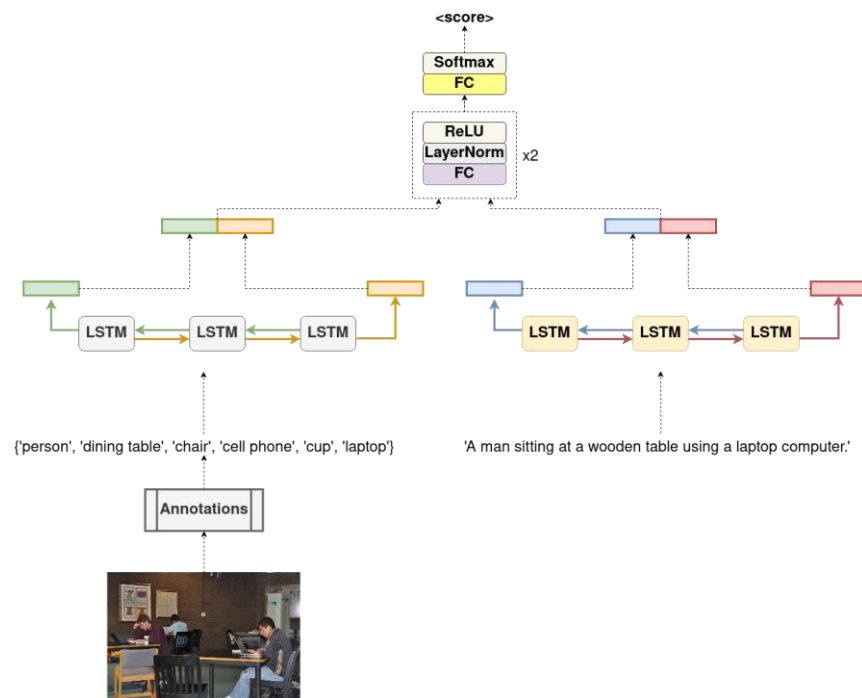 <score>
Softmax
FC
ReLU
LayerNorm
x2
FC
LSTM LSTM LSTM LSTM LSTM LSTM
{'person', 'dining table', 'chair', 'cell phone', 'cup', 'laptop'} 'A man sitting at a wooden table using a laptop computer.'
Annotations